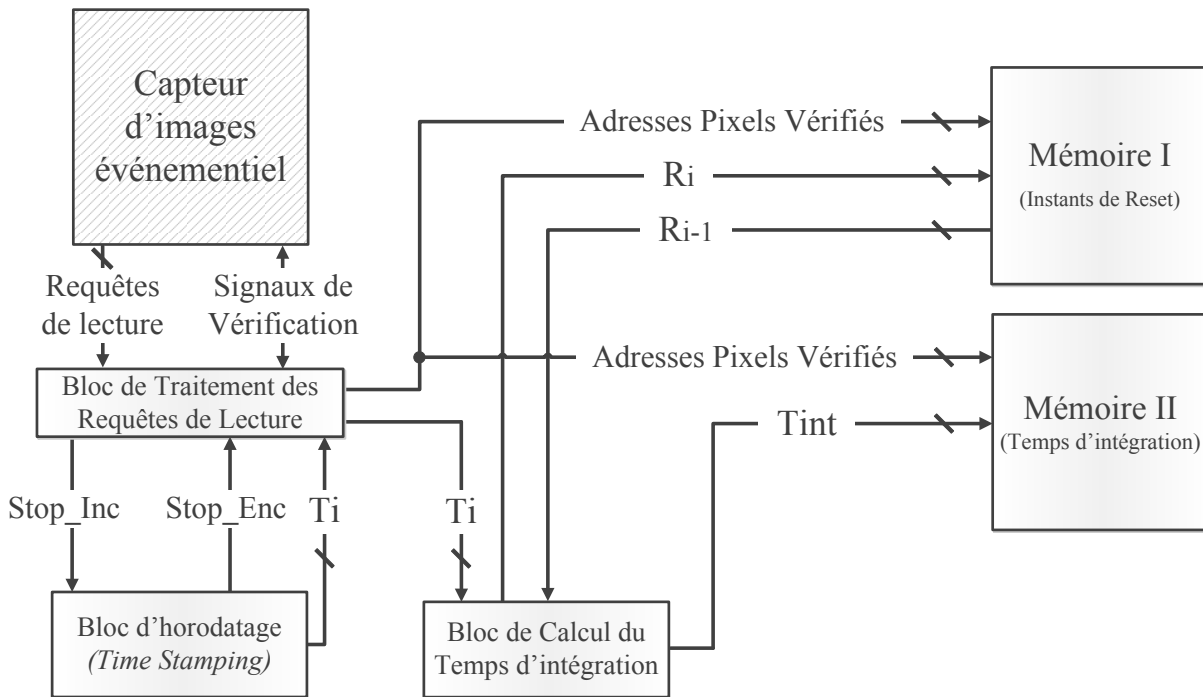 Capteur
d’images
événementiel
Requêtes
de lecture
Signaux de
Vérification
Bloc de Traitement des
Requêtes de Lecture
Stop_Inc
Stop_Enc
Ti
Ti
Bloc d’horodatage
(Time Stamping)
Bloc de Calcul du
Temps d’intégration
Adresses Pixels Vérifiés
Ri
Ri-1
Mémoire I
(Instants de Reset)
Adresses Pixels Vérifiés
Tint
Mémoire II
(Temps d’intégration)